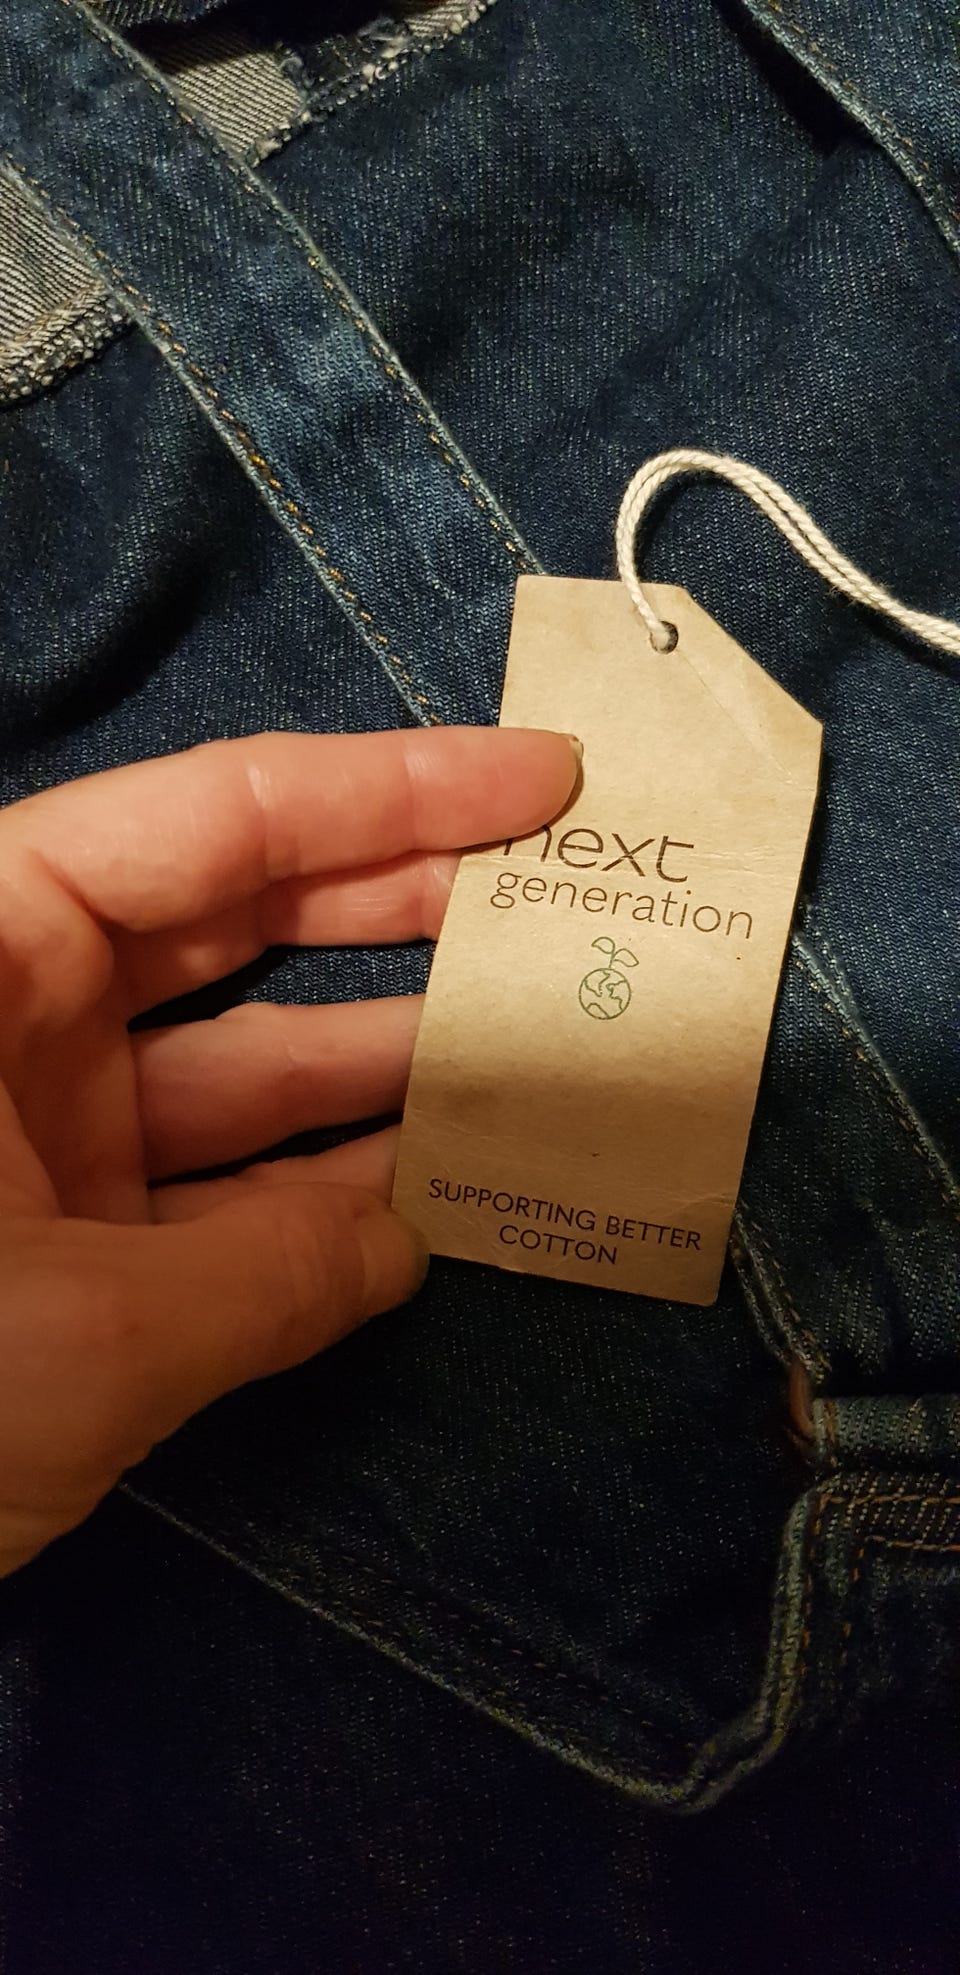 next
generation
SUPPORTING BETTER
COTTON